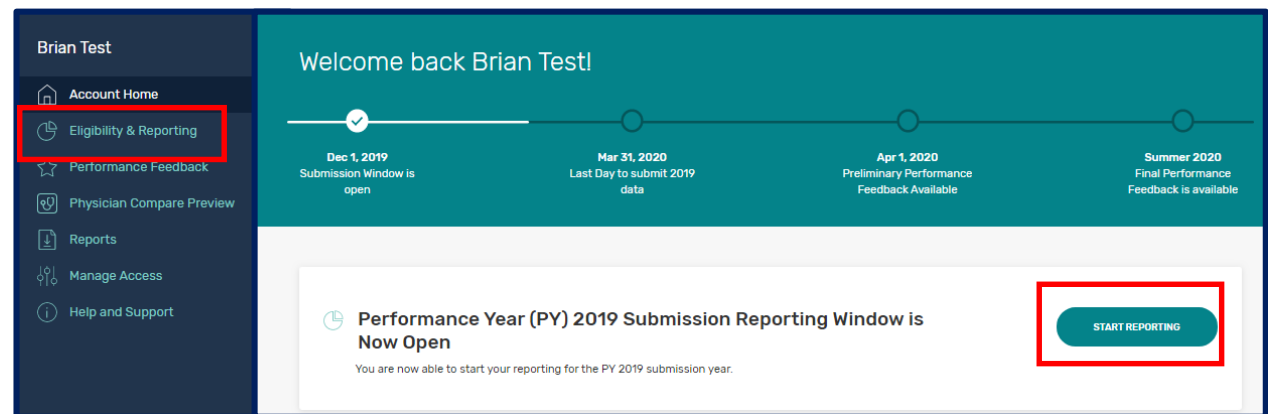 Brian Test
Account Home
Eligibility & Reporting
Performance Feedback
Physician Compare Preview
Reports
Manage Access
Help and Support
Welcome back Brian Test!
Dec 1, 2019
Submission Window is
open
Mar 31, 2020
Last Day to submit 2019
data
Apr 1, 2020
Preliminary Performance
Feedback Available
Summer 2020
Final Performance
Feedback is available
Performance Year (PY) 2019 Submission Reporting Window is
Now Open
You are now able to start your reporting for the PY 2019 submission year.
START REPORTING